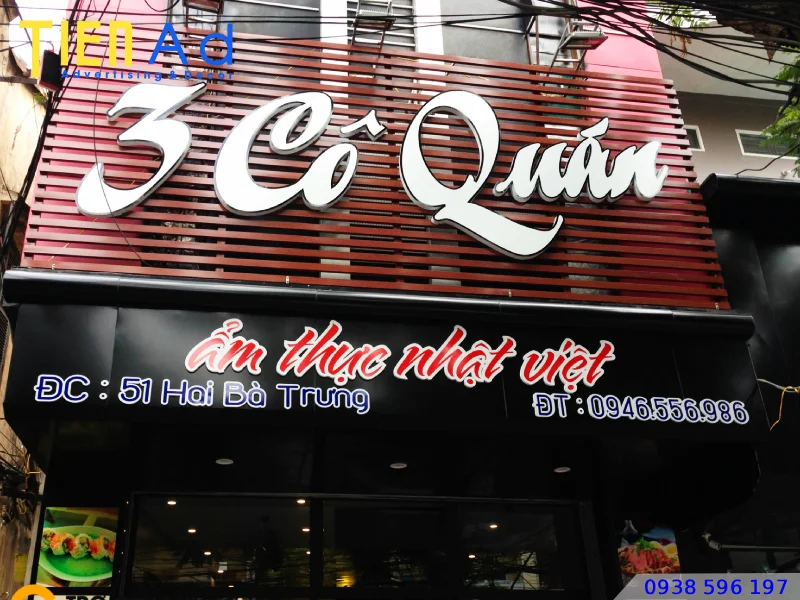 TIEN Ad
Advertising & Decor
3 Cô Quán
ẩm thực nhật việt
ĐC : 51 Hai Bà Trưng
ĐT : 0946.556.986
0938 596 197